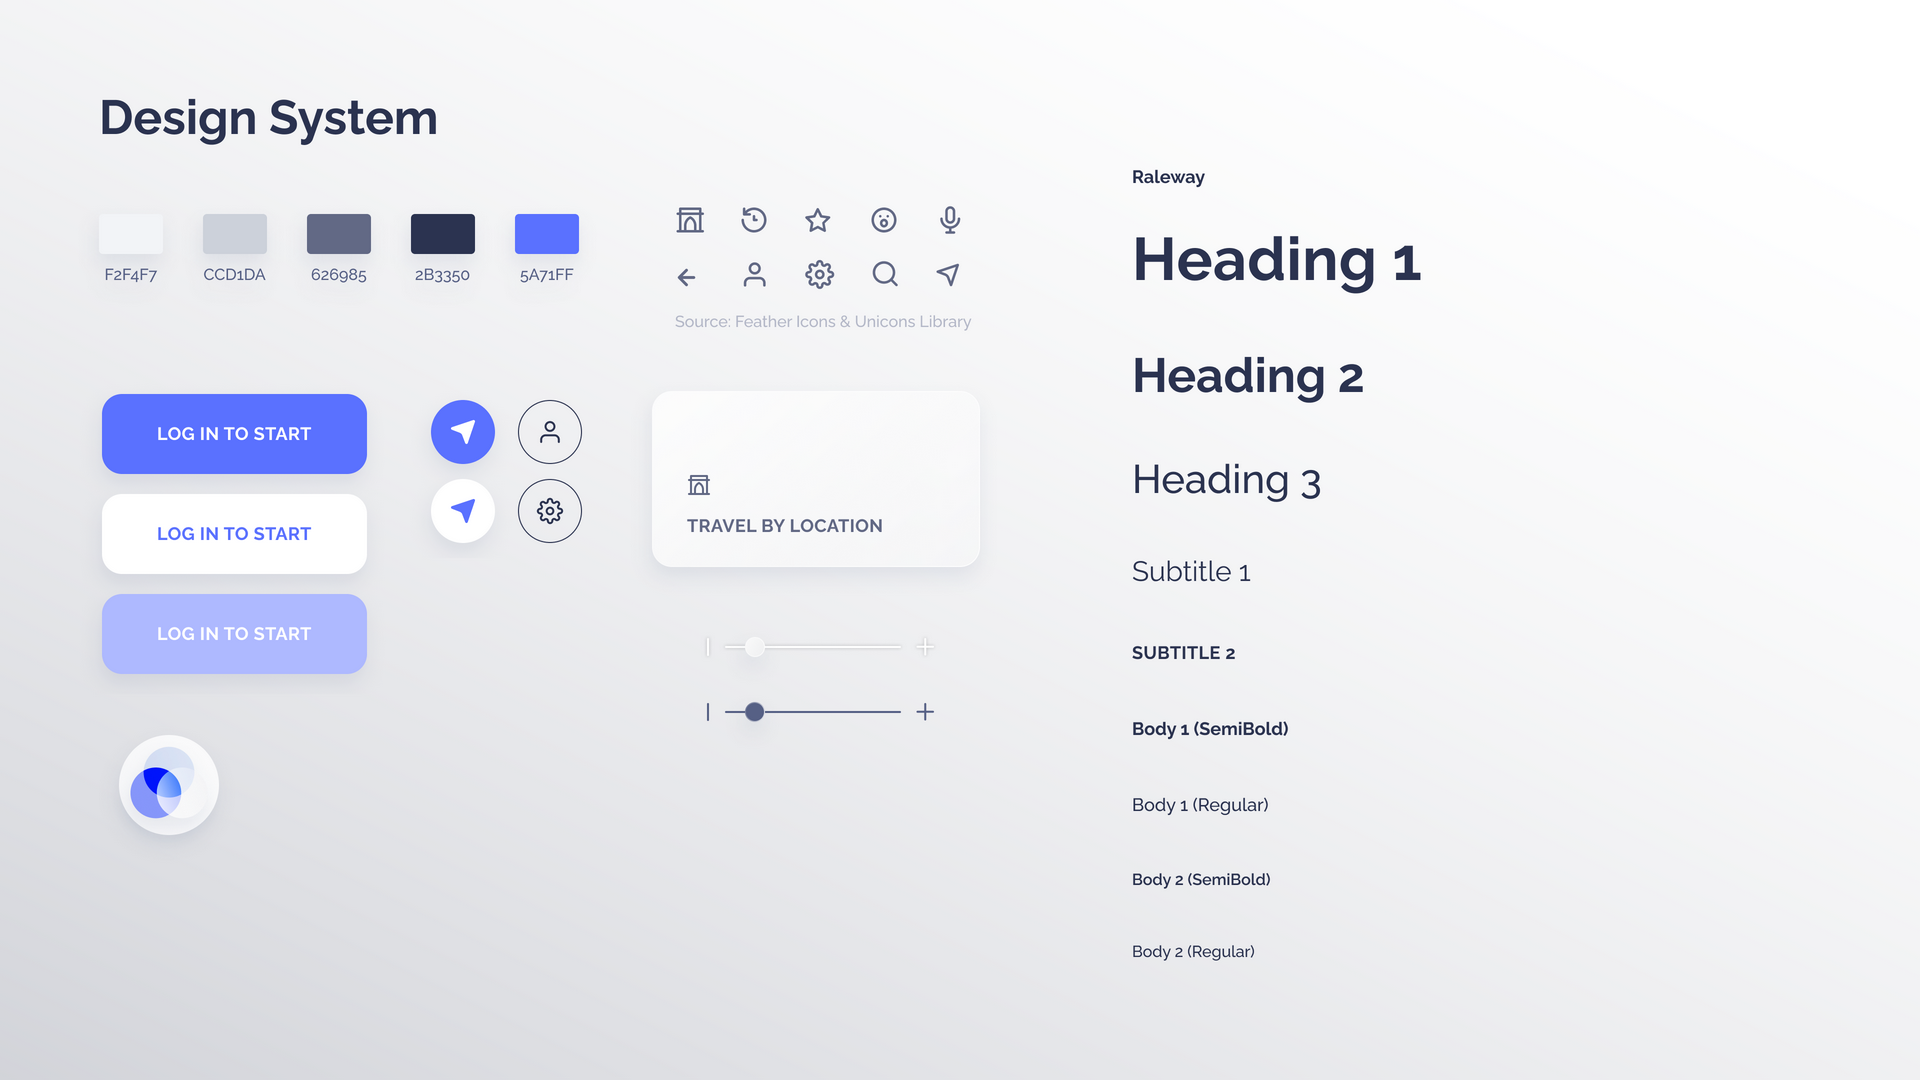 Design System
F2F4F7
CCD1DA
626985
2B3350
5A71FF
Source: Feather Icons & Unicons Library
LOG IN TO START
LOG IN TO START
LOG IN TO START
TRAVEL BY LOCATION
Raleway
Heading 1
Heading 2
Heading 3
Subtitle 1
SUBTITLE 2
Body 1 (SemiBold)
Body 1 (Regular)
Body 2 (SemiBold)
Body 2 (Regular)